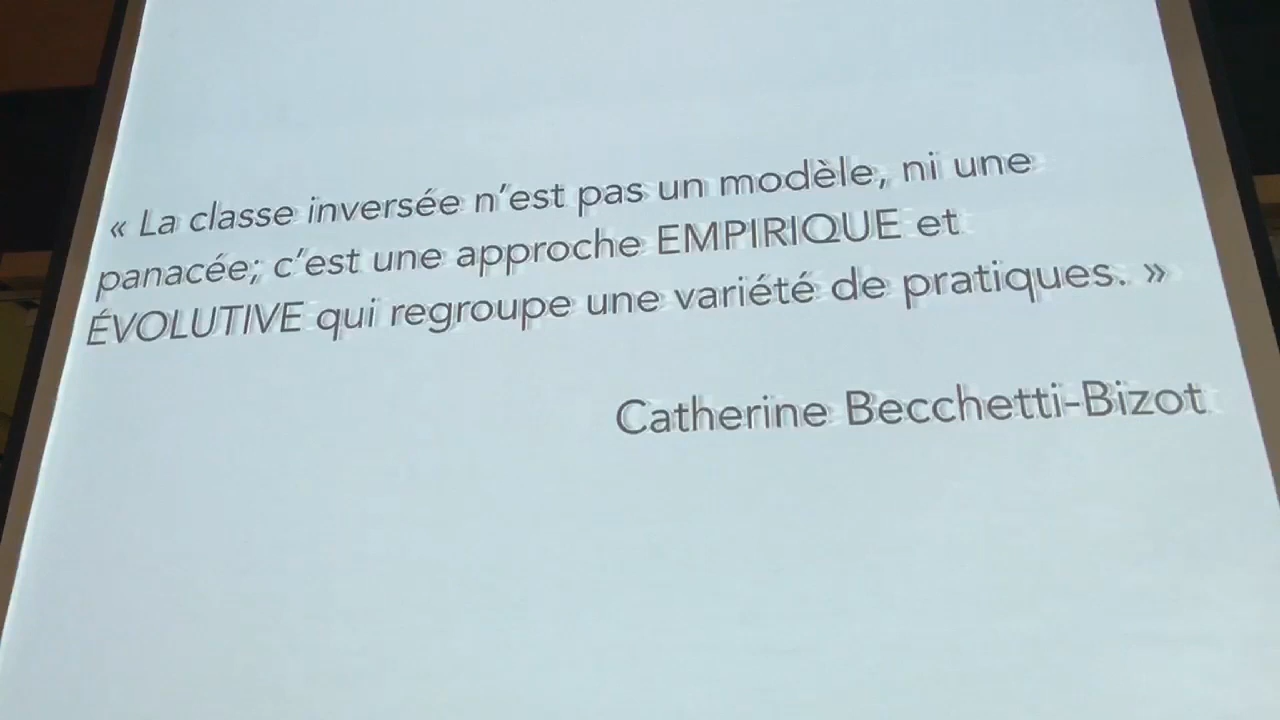 « La classe inversée n’est pas un modèle, ni une
panacée; c’est une approche EMPIRIQUE et
ÉVOLUTIVE qui regroupe une variété de pratiques. »
Catherine Becchetti-Bizot